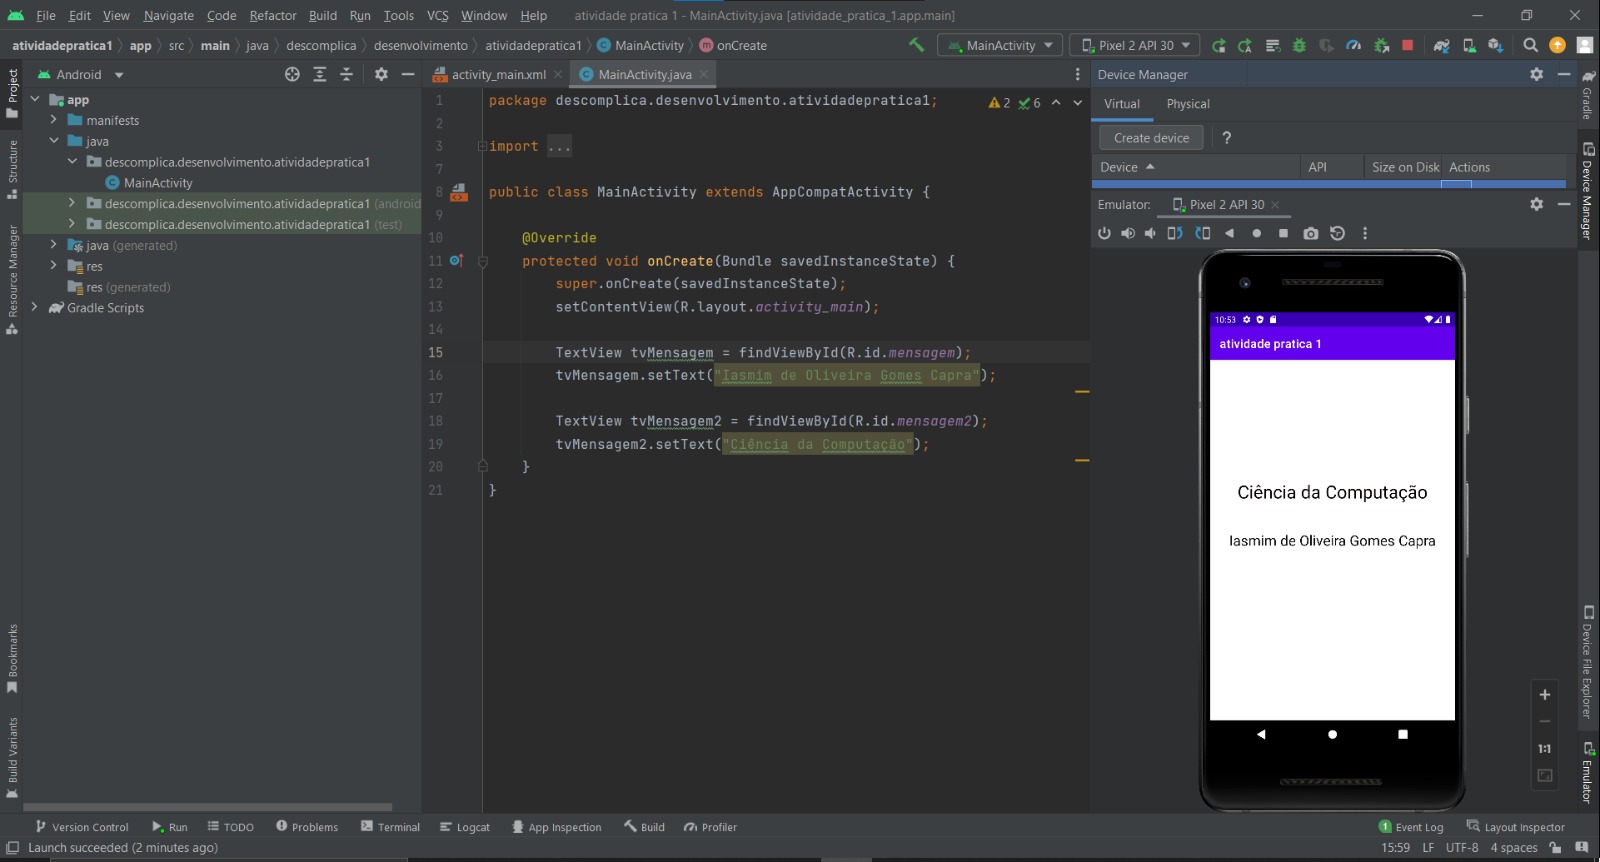 File Edit View Navigate Code Refactor Build Run Tools VCS Window Help atividade pratica 1 - MainActivity.java [atividade_pratica_1.app.main]
atividadepratica1 app src main java descomplica desenvolvimento atividadepratica1 MainActivity onCreate MainActivity Pixel 2 API 30
Project
Structure
Resource Manager
Bookmarks
Build Variants
Android
app
manifests
java
descomplica.desenvolvimento.atividadepratica1
MainActivity
descomplica.desenvolvimento.atividadepratica1 (android
descomplica.desenvolvimento.atividadepratica1 (test)
java (generated)
res
res (generated)
Gradle Scripts
activity_main.xml MainActivity.java
2 6
1 package descomplica.desenvolvimento.atividadepratica1;
2
3 import ...
7
8 public class MainActivity extends AppCompatActivity {
9
10 @Override
11 protected void onCreate(Bundle savedInstanceState) {
12 super.onCreate(savedInstanceState);
13 setContentView(R.layout.activity_main);
14
15 TextView tvMensagem = findViewById(R.id.mensagem);
16 tvMensagem.setText("Iasmim de Oliveira Gomes Capra");
17
18 TextView tvMensagem2 = findViewById(R.id.mensagem2);
19 tvMensagem2.setText("Ciência da Computação");
20 }
21 }
Device Manager
Virtual Physical
Create device ?
Device API Size on Disk Actions
Emulator: Pixel 2 API 30
10:53
atividade pratica 1
Ciência da Computação
Iasmim de Oliveira Gomes Capra
1:1
Gradle
Device Manager
Device File Explorer
Emulator
Version Control Run TODO Problems Terminal Logcat App Inspection Build Profiler 1 Event Log Layout Inspector
Launch succeeded (2 minutes ago) 15:59 LF UTF-8 4 spaces